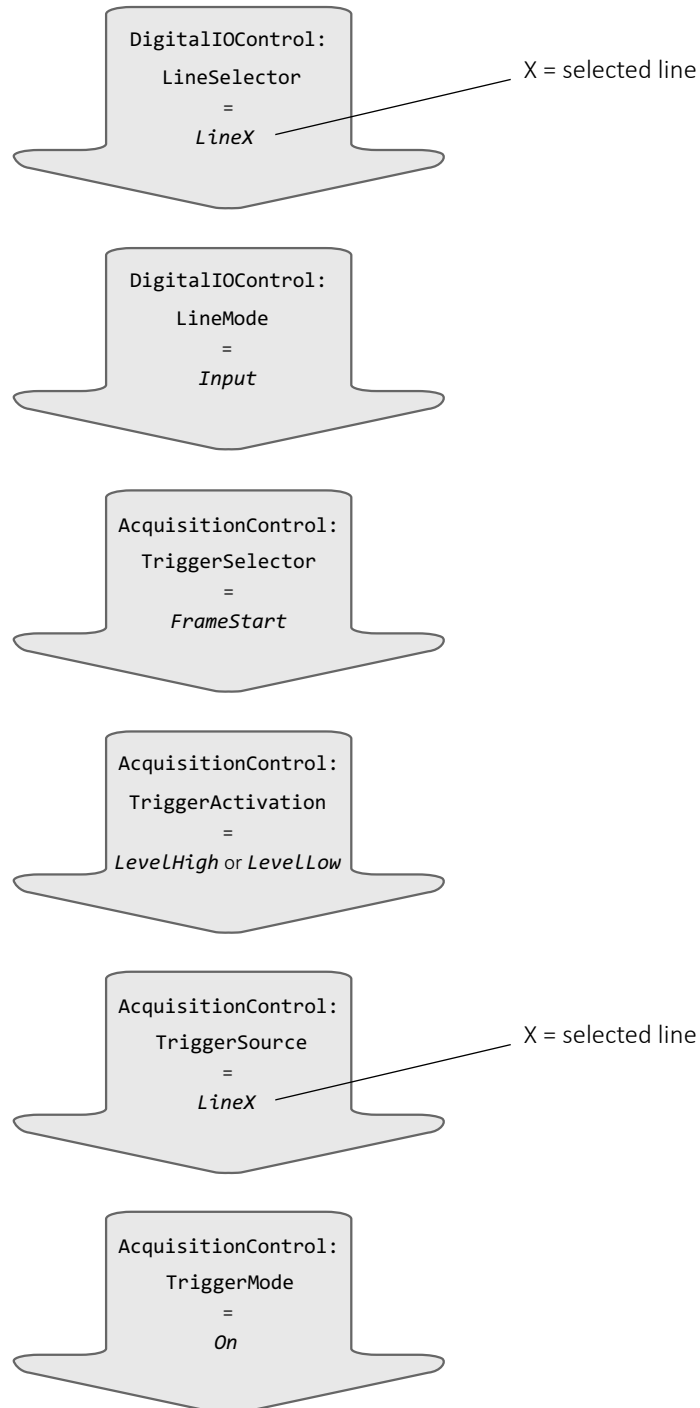 DigitalIOControl:
LineSelector
=
LineX
X = selected line
DigitalIOControl:
LineMode
=
Input
AcquisitionControl:
TriggerSelector
=
FrameStart
AcquisitionControl:
TriggerActivation
=
LevelHigh or LevelLow
AcquisitionControl:
TriggerSource
=
LineX
X = selected line
AcquisitionControl:
TriggerMode
=
On